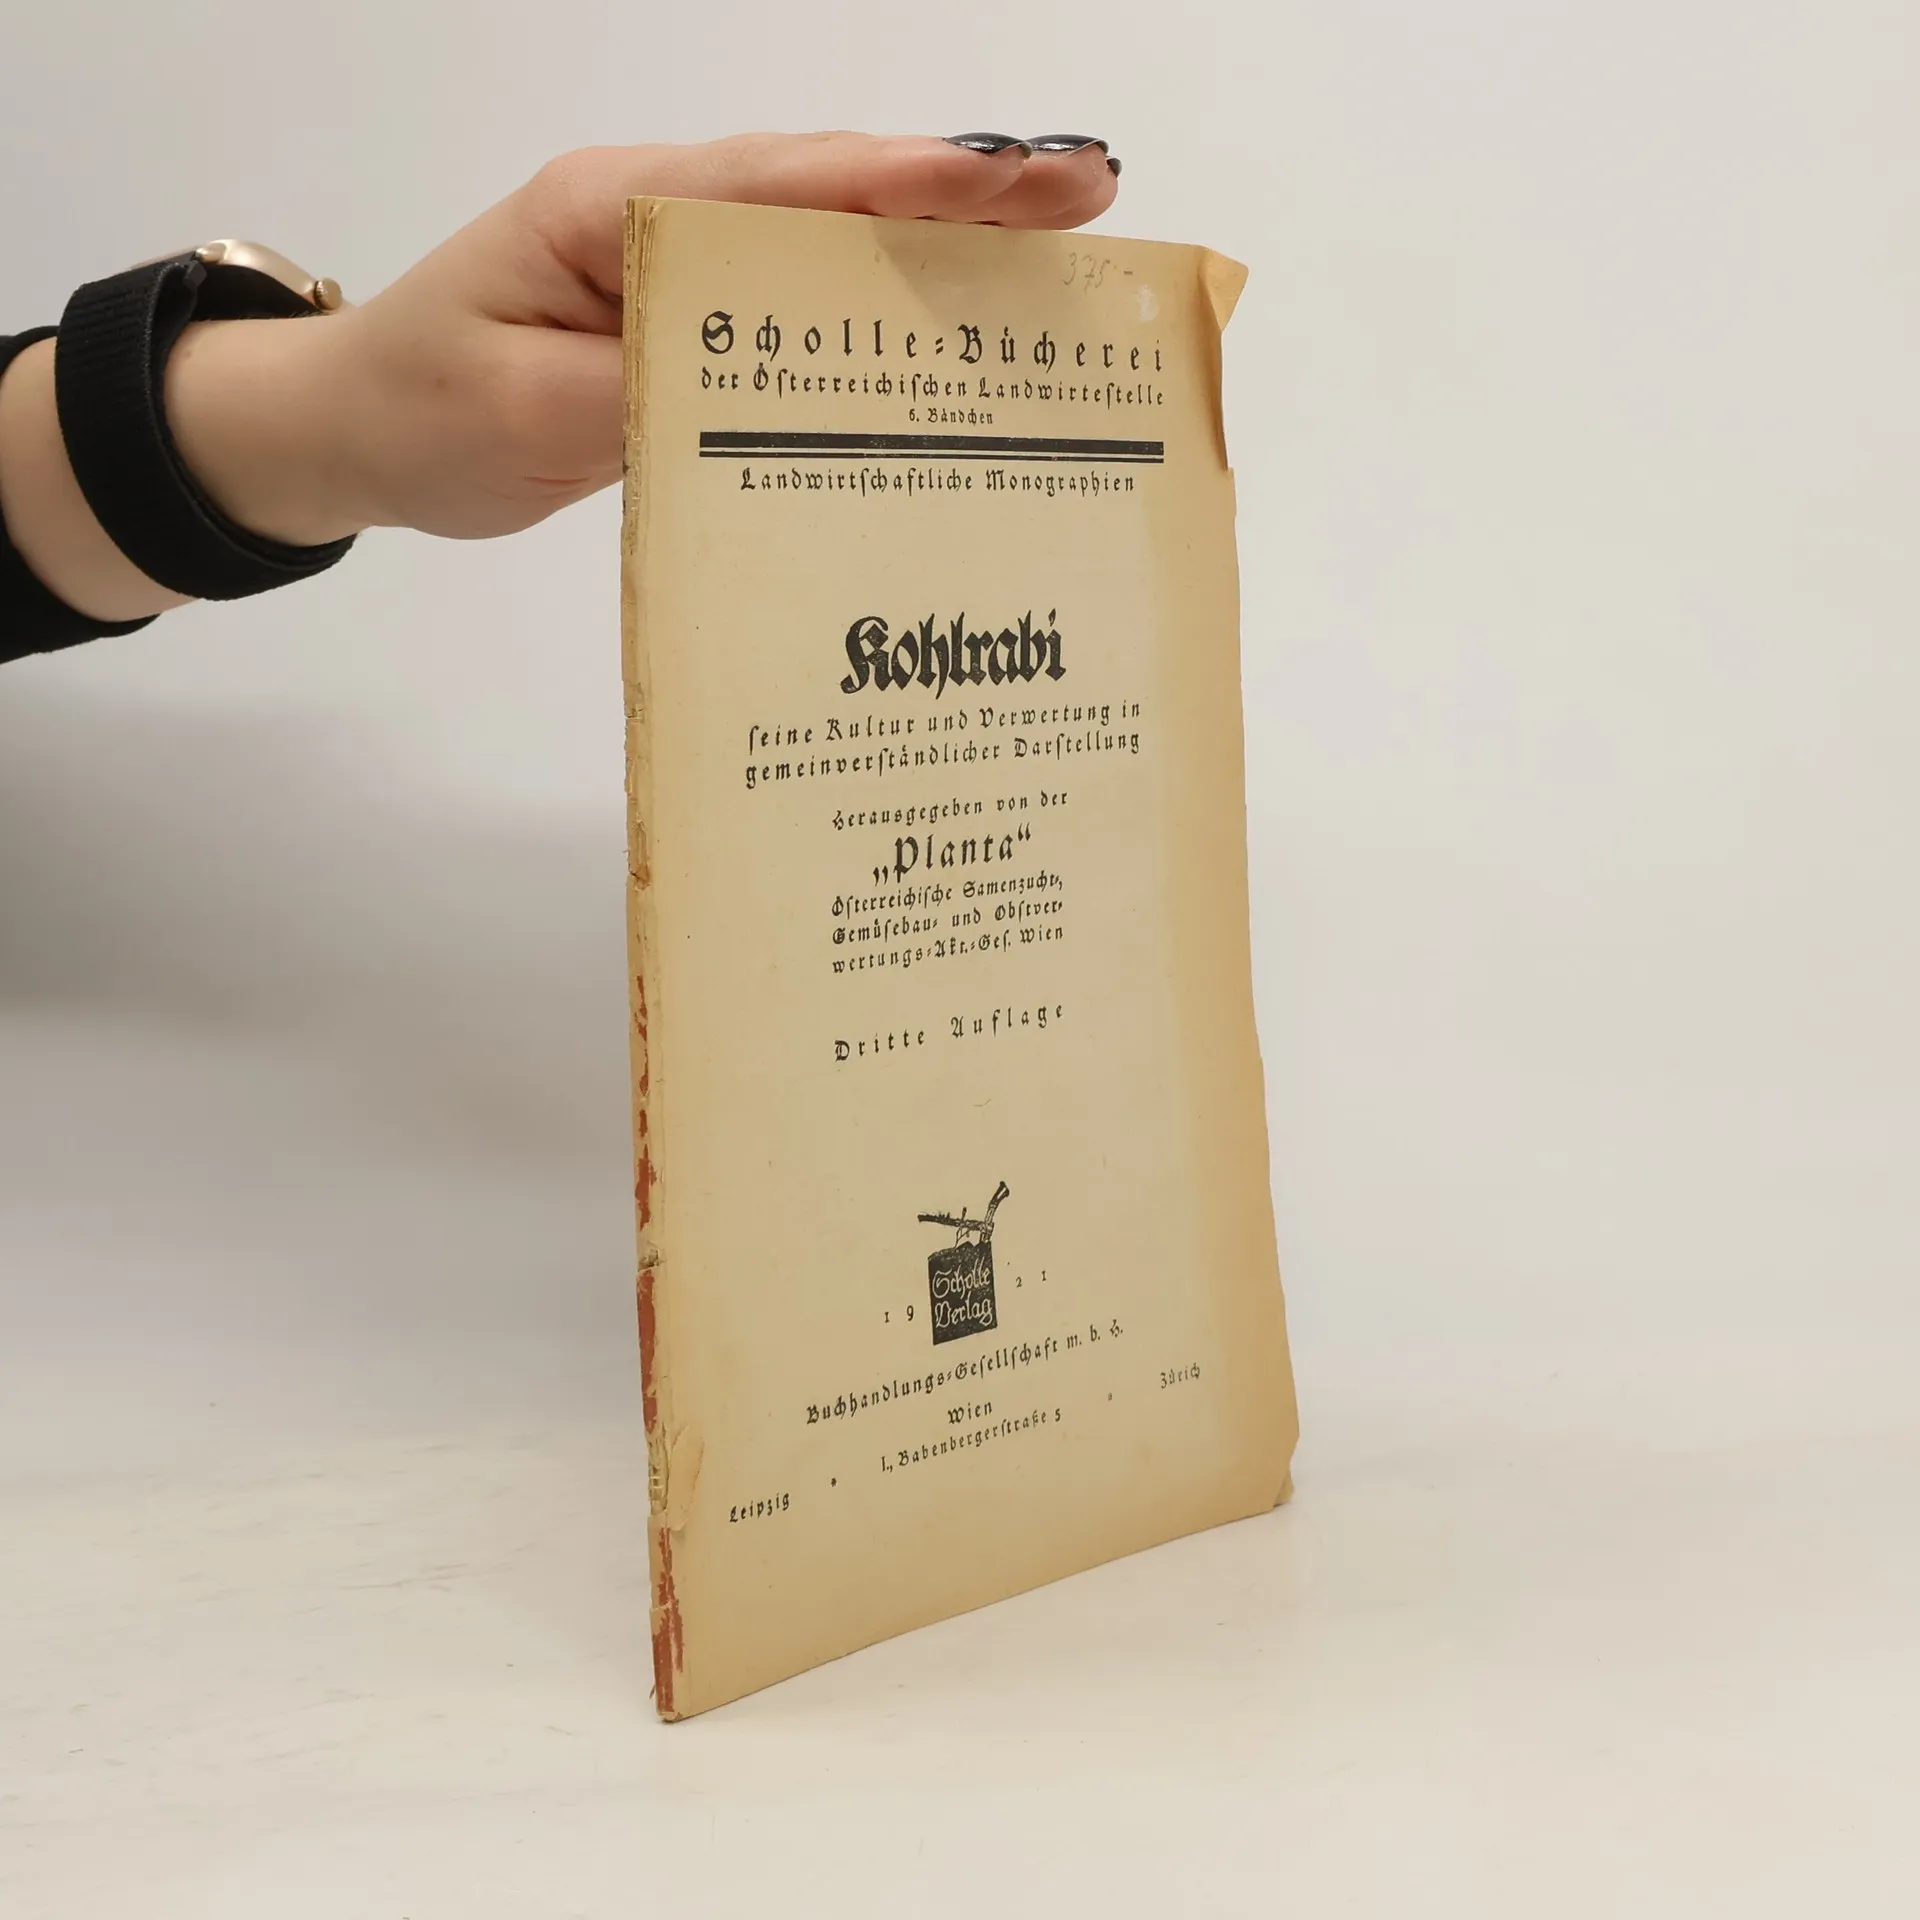 375.-
Scholle=Bücherei
der Öſterreichiſchen Landwirteſtelle
6. Bändchen
Landwirtſchaftliche Monographien
Kohlrabi
ſeine Kultur und Verwertung in
gemeinverſtändlicher Darſtellung
Herausgegeben von der
„Planta“
Öſterreichiſche Samenzucht=,
Gemüſebau= und Obſtver=
wertungs=Akt.=Geſ. Wien
Dritte Auflage
Scholle
Verlag
19 21
Buchhandlungs=Geſellſchaft m. b. H.
Wien
Leipzig * I., Babenbergerſtraße 5 * Zürich